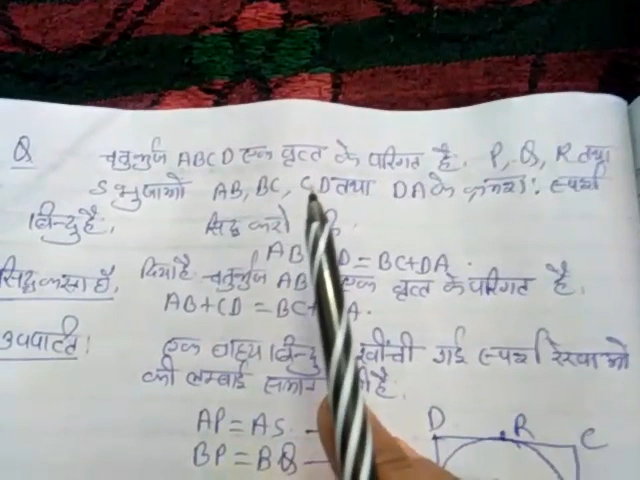 Q चतुर्भुज ABCD एक वृत्त के परिगत है. P, Q, R तथा
S भुजाओं AB, BC, CD तथा DA के क्रमश: स्पर्श
बिन्दु है, सिद्ध करो
AB D = BC+DA.
दिया है चतुर्भुज AB एक वृत्त के परिगत है.
सिद्ध करना है, AB+CD = BC+ A.
उपपत्ति। एक बाह्य बिन्दु खींची गई स्पर्श रेखाओं
की लम्बाई समान है.
AP = AS.
BP = BQ
D R C